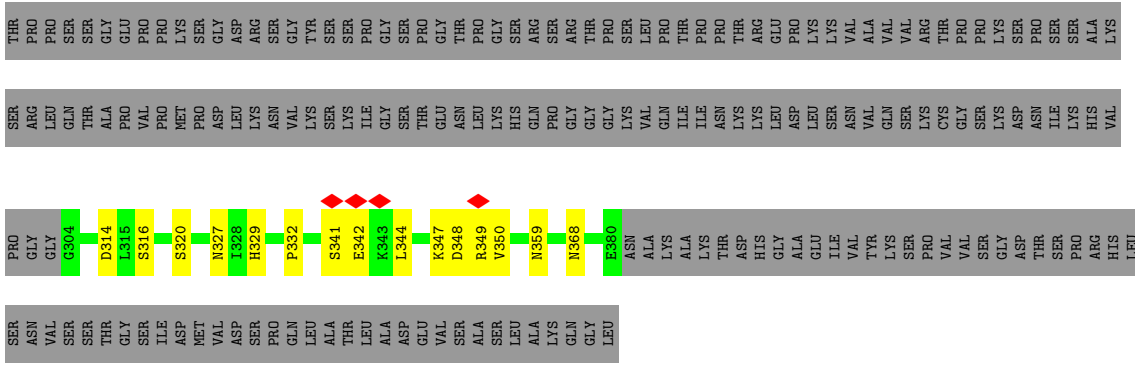 THR PRO PRO SER SER GLY GLU PRO PRO LYS SER GLY ASP ARG SER GLY TYR SER SER PRO GLY SER PRO GLY THR PRO GLY SER ARG SER ARG THR PRO SER LEU PRO THR PRO PRO THR ARG GLU PRO LYS LYS VAL ALA VAL VAL ARG THR PRO PRO LYS SER PRO SER SER ALA LYS
SER ARG LEU GLN THR ALA PRO VAL PRO MET PRO ASP LEU LYS ASN VAL LYS SER LYS ILE GLY SER THR GLU ASN LEU LYS HIS GLN PRO GLY GLY GLY LYS VAL GLN ILE ILE ASN LYS LYS LEU ASP LEU SER ASN VAL GLN SER LYS CYS GLY SER LYS ASP ASN ILE LYS HIS VAL
PRO GLY GLY G304 D314 L315 S316 S320 N327 I328 H329 P332 S341 E342 K343 L344 K347 D348 R349 V350 N359 N368 E380 ASN ALA LYS ALA LYS THR ASP HIS GLY ALA GLU ILE VAL TYR LYS SER PRO VAL VAL SER GLY ASP THR SER PRO ARG HIS LEU
SER ASN VAL SER SER THR GLY SER ILE ASP MET VAL ASP SER PRO GLN LEU ALA THR LEU ALA ASP GLU VAL SER ALA SER LEU ALA LYS GLN GLY LEU